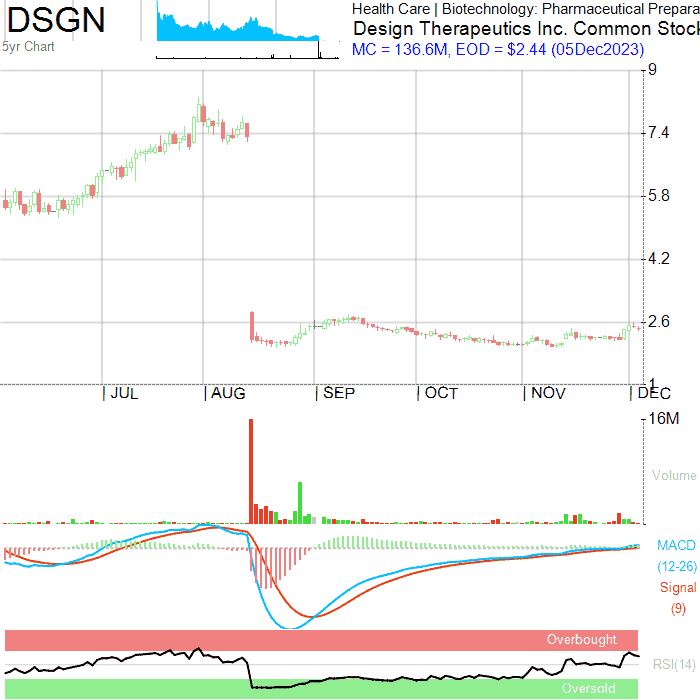 DSGN
5yr Chart
Health Care | Biotechnology: Pharmaceutical Prepara
Design Therapeutics Inc. Common Stock
MC = 136.6M, EOD = $2.44 (05Dec2023)
9
7.4
5.8
4.2
2.6
1
| JUL | AUG | SEP | OCT | NOV | DEC
16M
Volume
MACD
(12-26)
Signal
(9)
Overbought
RSI(14)
Oversold